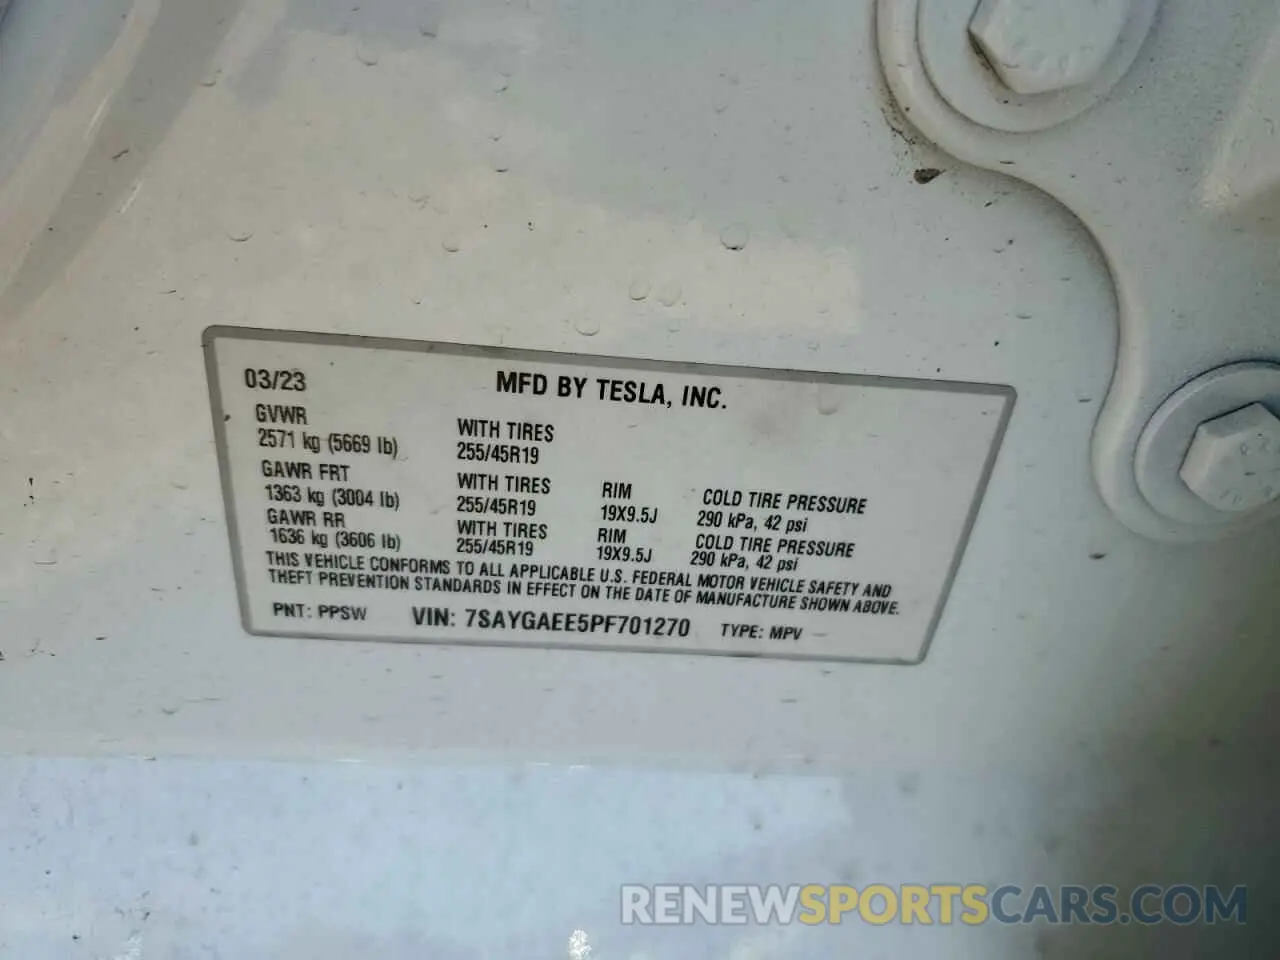 03/23 MFD BY TESLA, INC.
GVWR WITH TIRES
2571 kg (5669 lb) 255/45R19
GAWR FRT WITH TIRES RIM COLD TIRE PRESSURE
1363 kg (3004 lb) 255/45R19 19X9.5J 290 kPa, 42 psi
GAWR RR WITH TIRES RIM COLD TIRE PRESSURE
1636 kg (3606 lb) 255/45R19 19X9.5J 290 kPa, 42 psi
THIS VEHICLE CONFORMS TO ALL APPLICABLE U.S. FEDERAL MOTOR VEHICLE SAFETY AND
THEFT PREVENTION STANDARDS IN EFFECT ON THE DATE OF MANUFACTURE SHOWN ABOVE.
PNT: PPSW VIN: 7SAYGAEE5PF701270 TYPE: MPV
RENEWSPORTSCARS.COM